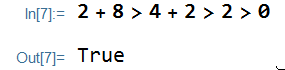 In[7]:= 2 + 8 > 4 + 2 > 2 > 0
Out[7]= True